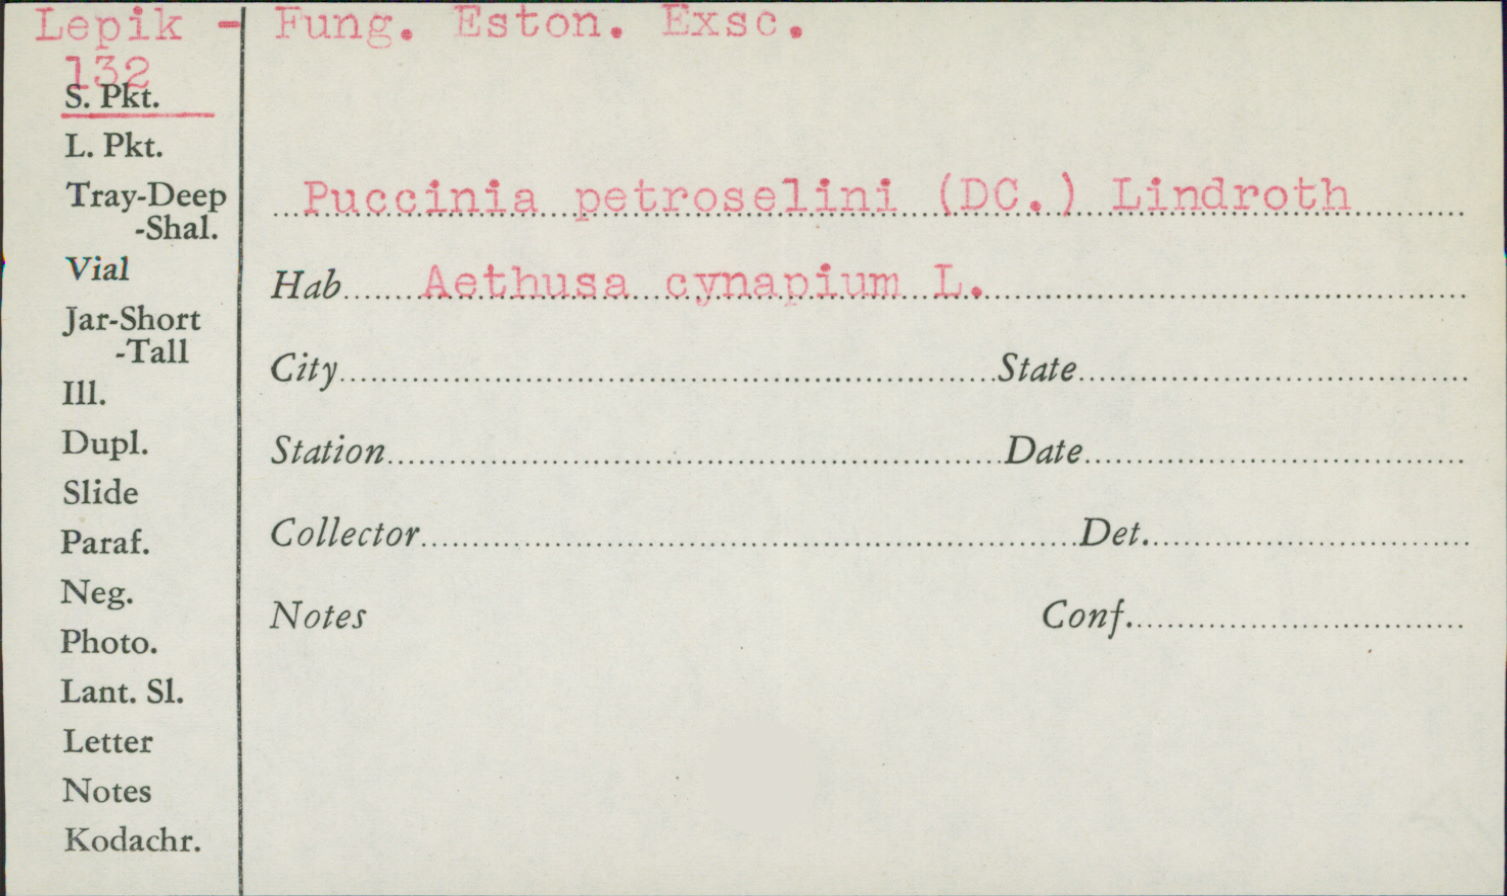 Lepik - Fung. Eston. Exsc.
132
S. Pkt.
L. Pkt.
Tray-Deep
-Shal.
Vial
Jar-Short
-Tall
Ill.
Dupl.
Slide
Paraf.
Neg.
Photo.
Lant. Sl.
Letter
Notes
Kodachr.
Puccinia petroselini (DC.) Lindroth
Hab Aethusa cynapium L.
City State
Station Date
Collector Det.
Notes Conf.